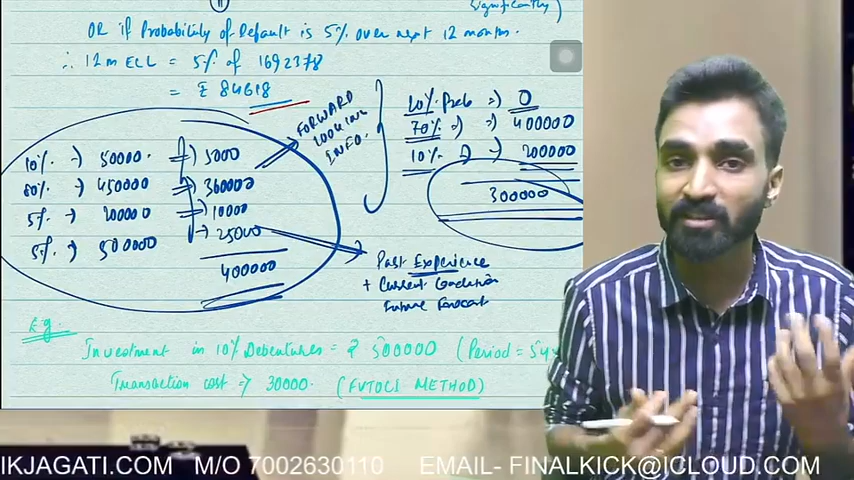 (ii)
Significantly)
OR if Probability of Default is 5% over next 12 months.
∴ 12m ECL = 5% of 1692378
= ₹ 84618
10% → 50000. ⇒ 5000
80% → 450000 ⇒ 360000
5% → 200000 ⇒ 10000
5% → 500000 → 25000
400000
FORWARD
LOOKING
INFO.
10% Prob ⇒ 0
70% → → 400000
10% → 200000
300000
Past Experience
+ Current Condition
Future Forecast
E.g.
Investment in 10% Debentures = ₹ 500000 (Period = 5
Transaction cost ⇒ 30000. (FVTOCI METHOD)
IKJAGATI.COM M/O 7002630110 EMAIL- FINALKICK@ICLOUD.COM